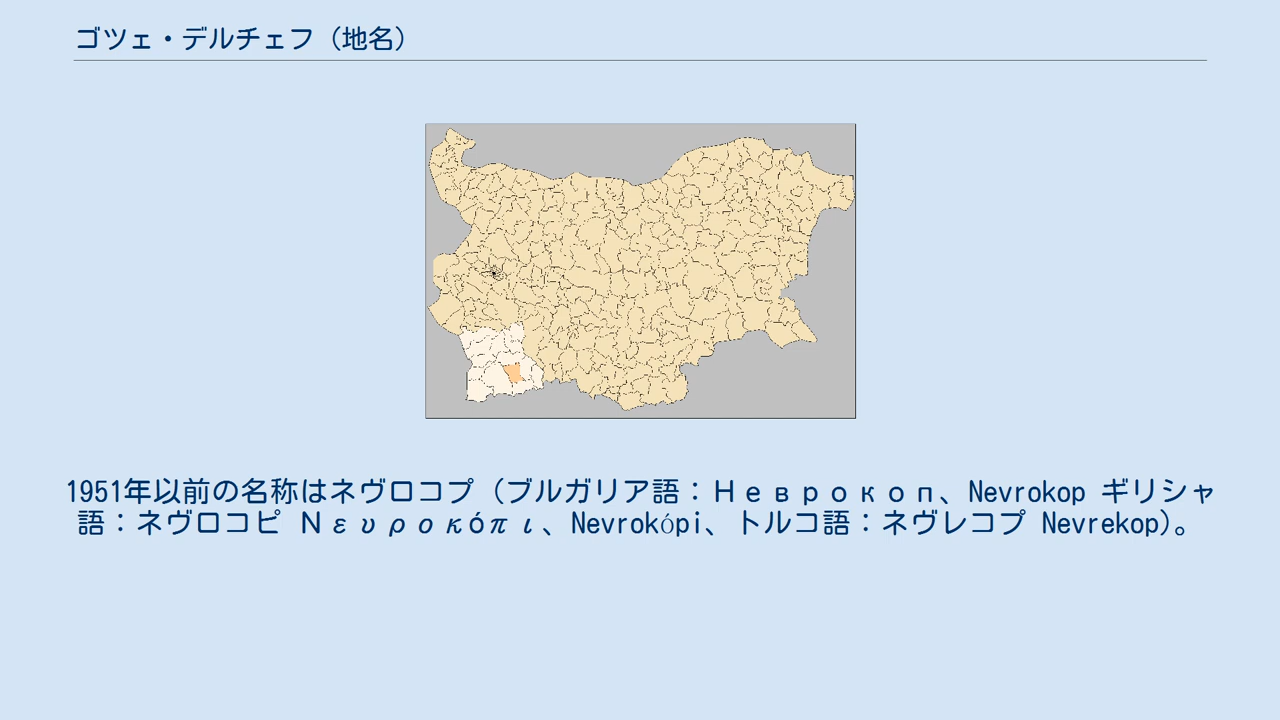 ゴツェ・デルチェフ（地名）
1951年以前の名称はネヴロコプ（ブルガリア語：Неврокоп、Nevrokop ギリシャ
語：ネヴロコピ Νευροκόπι、Nevrokópi、トルコ語：ネヴレコプ Nevrekop)。